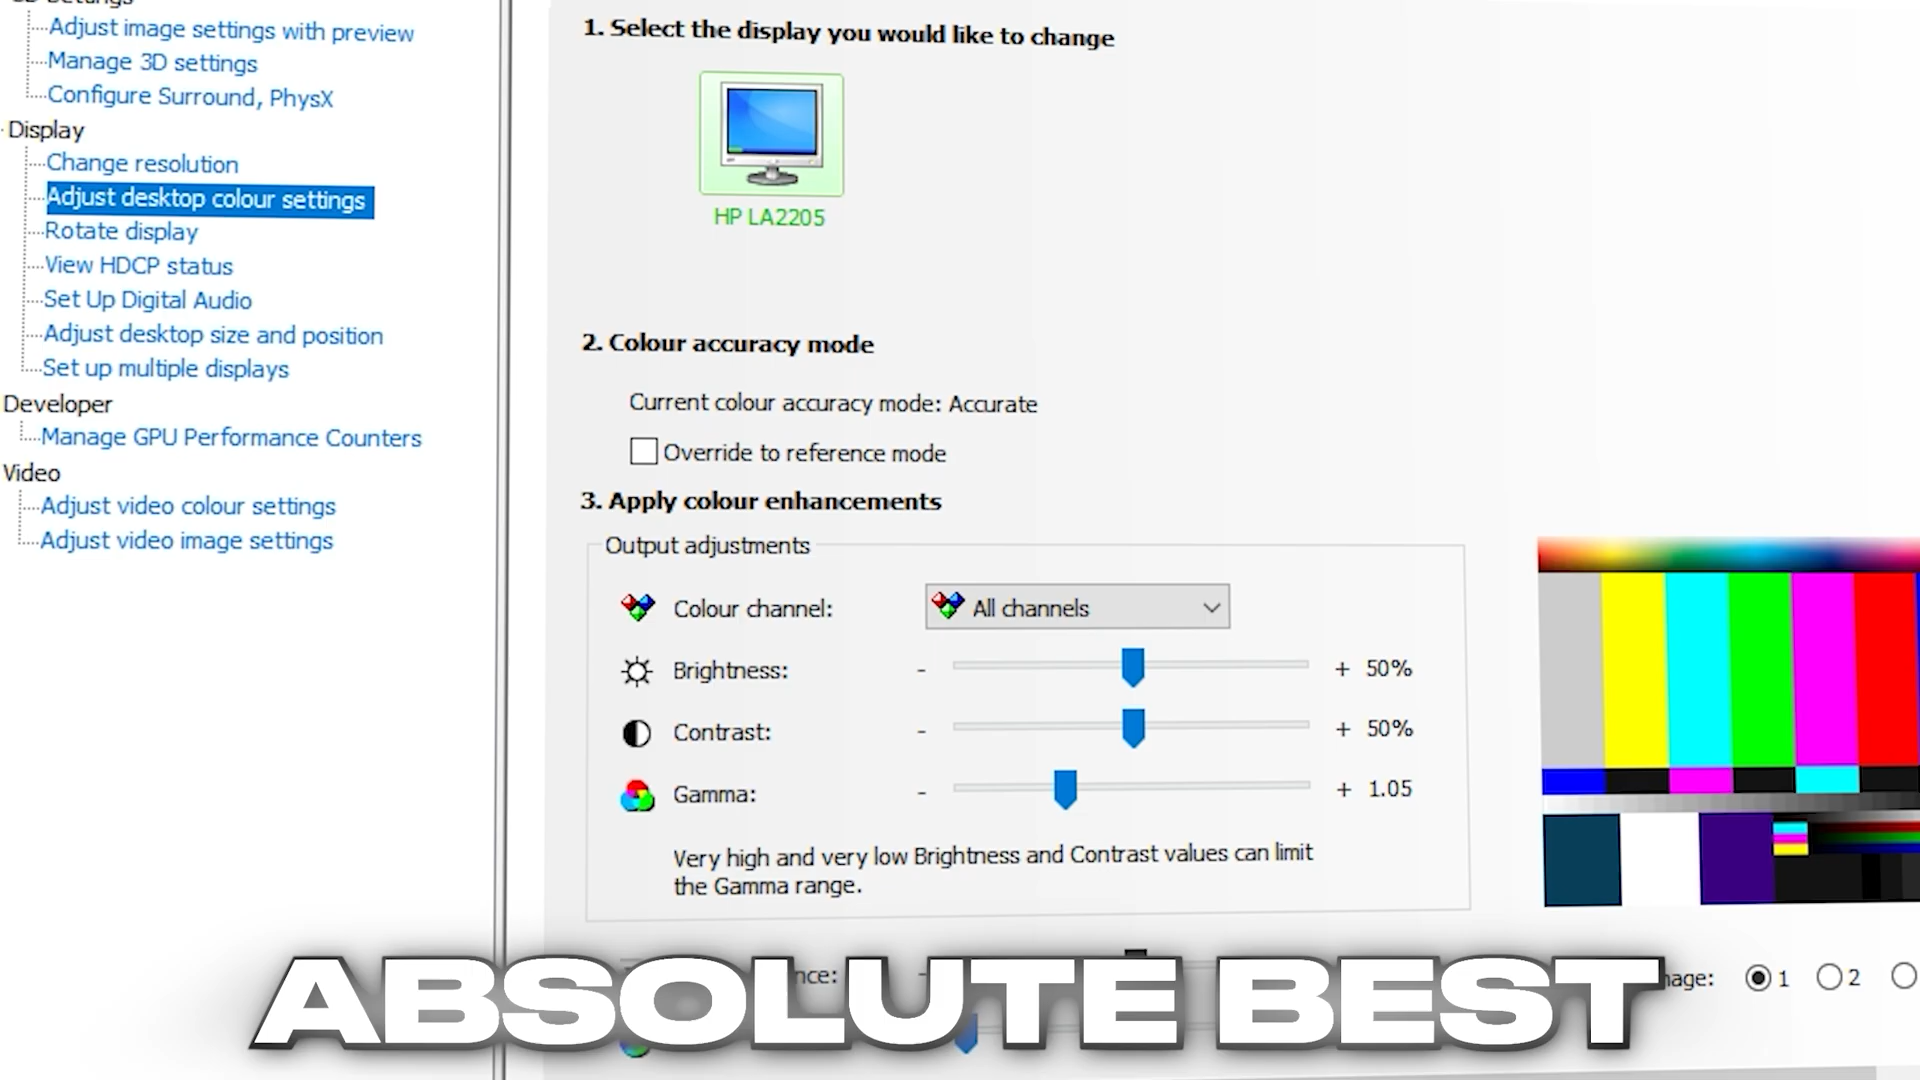 Adjust image settings with preview
Manage 3D settings
Configure Surround, PhysX
Display
Change resolution
Adjust desktop colour settings
Rotate display
View HDCP status
Set Up Digital Audio
Adjust desktop size and position
Set up multiple displays
Developer
Manage GPU Performance Counters
Video
Adjust video colour settings
Adjust video image settings
1. Select the display you would like to change
HP LA2205
2. Colour accuracy mode
Current colour accuracy mode: Accurate
Override to reference mode
3. Apply colour enhancements
Output adjustments
Colour channel: All channels
Brightness: - + 50%
Contrast: - + 50%
Gamma: - + 1.05
Very high and very low Brightness and Contrast values can limit
the Gamma range.
1 2
ABSOLUTE BEST